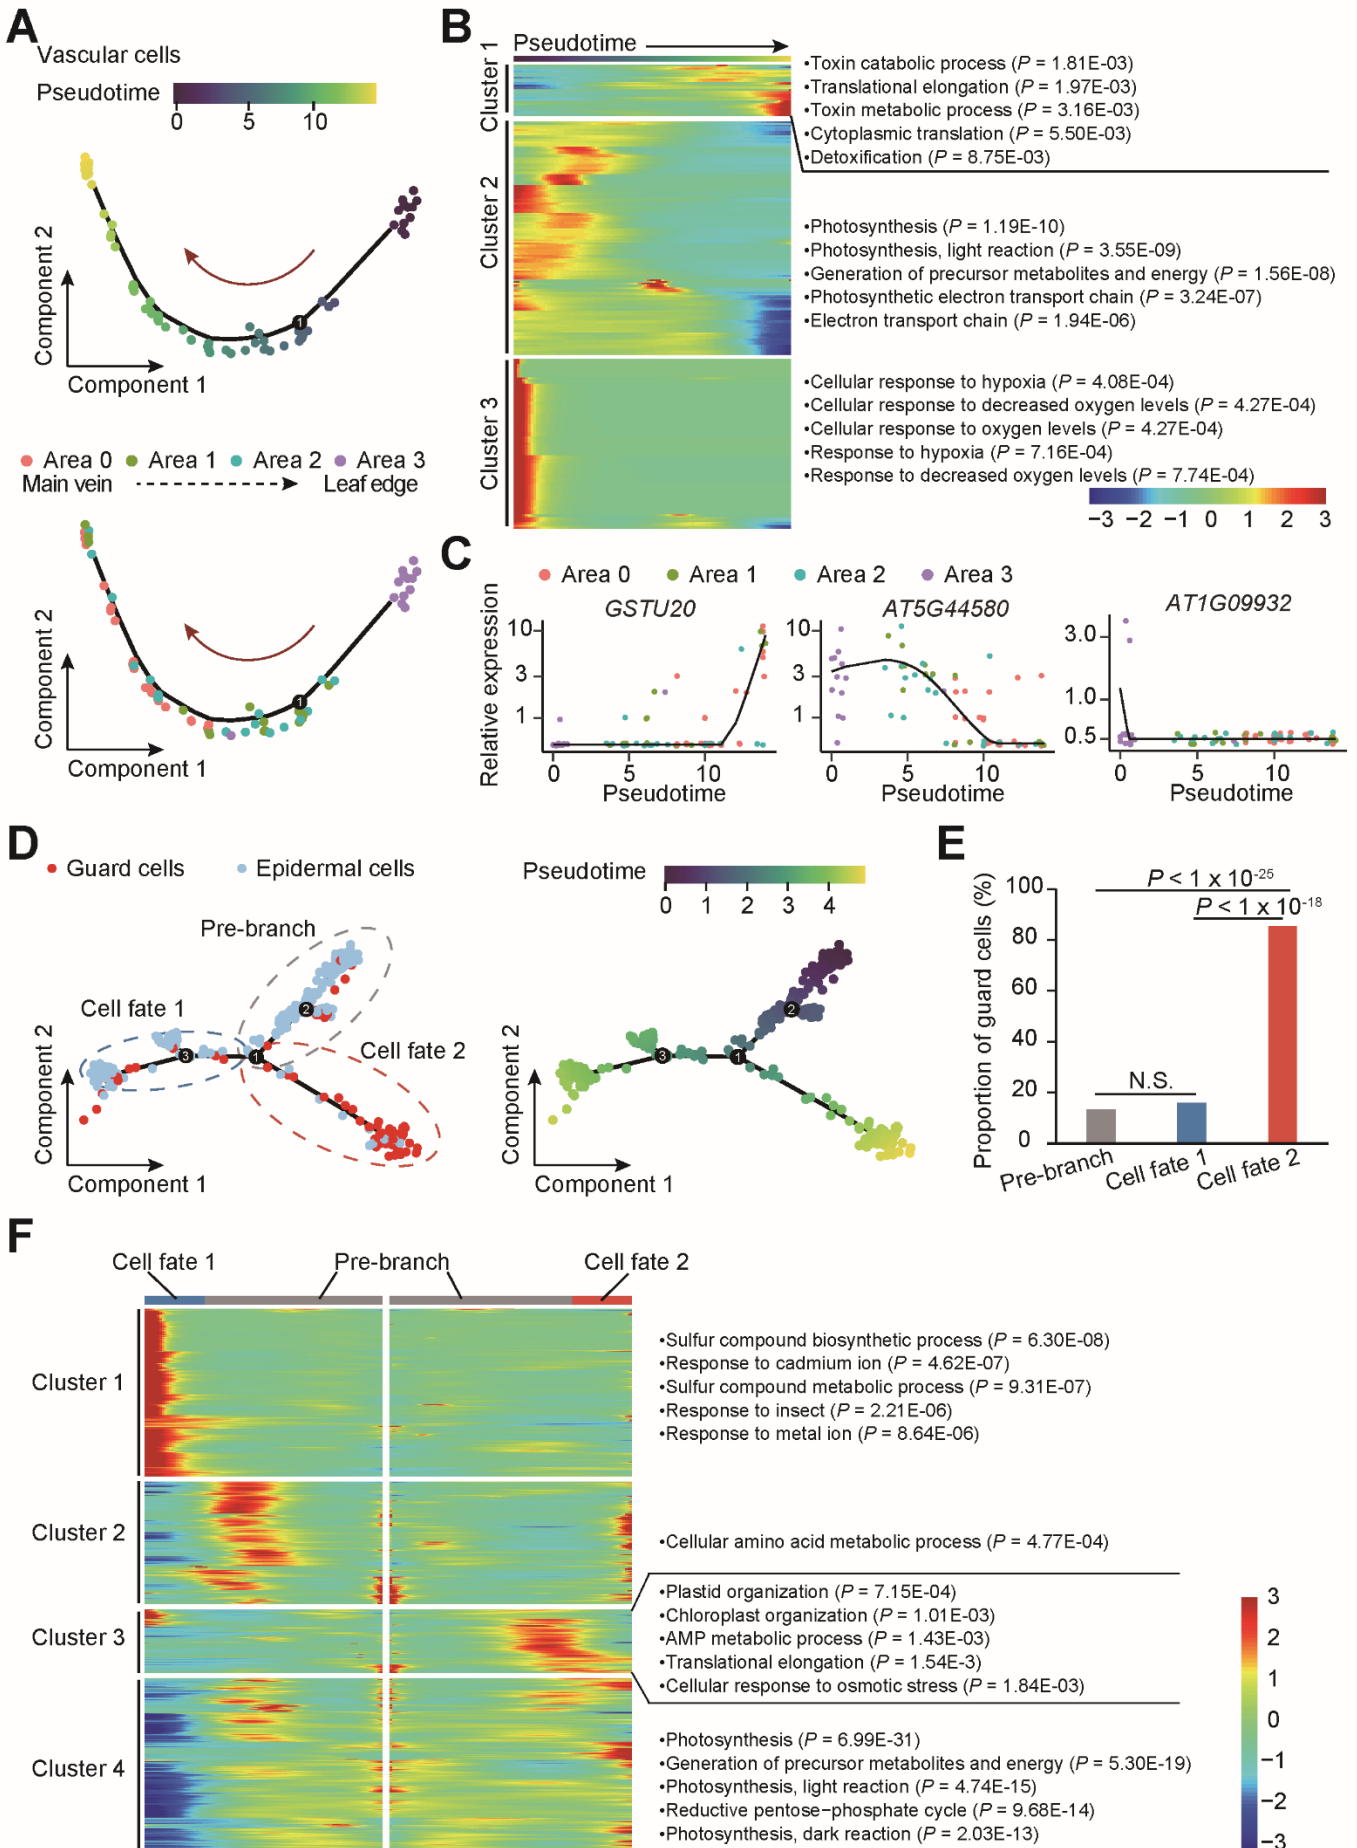 A
Vascular cells
Pseudotime
0 5 10
Component 2
1
Component 1
Area 0 Area 1 Area 2 Area 3
Main vein Leaf edge
Component 2
1
Component 1
B
Pseudotime
Cluster 1
Cluster 2
Cluster 3
•Toxin catabolic process (P = 1.81E-03)
•Translational elongation (P = 1.97E-03)
•Toxin metabolic process (P = 3.16E-03)
•Cytoplasmic translation (P = 5.50E-03)
•Detoxification (P = 8.75E-03)
•Photosynthesis (P = 1.19E-10)
•Photosynthesis, light reaction (P = 3.55E-09)
•Generation of precursor metabolites and energy (P = 1.56E-08)
•Photosynthetic electron transport chain (P = 3.24E-07)
•Electron transport chain (P = 1.94E-06)
•Cellular response to hypoxia (P = 4.08E-04)
•Cellular response to decreased oxygen levels (P = 4.27E-04)
•Cellular response to oxygen levels (P = 4.27E-04)
•Response to hypoxia (P = 7.16E-04)
•Response to decreased oxygen levels (P = 7.74E-04)
−3 −2 −1 0 1 2 3
C
Area 0 Area 1 Area 2 Area 3
Relative expression
GSTU20
10
3
1
0 5 10
Pseudotime
AT5G44580
10
3
1
0 5 10
Pseudotime
AT1G09932
3.0
1.0
0.5
0 5 10
Pseudotime
D
Guard cells Epidermal cells
Pre-branch
Cell fate 1
Cell fate 2
2
3
1
Component 2
Component 1
Pseudotime
0 1 2 3 4
2
3
1
Component 2
Component 1
E
Proportion of guard cells (%)
100
80
60
40
20
0
P < 1 x 10-25
P < 1 x 10-18
N.S.
Pre-branch
Cell fate 1
Cell fate 2
F
Cell fate 1 Pre-branch Cell fate 2
Cluster 1
Cluster 2
Cluster 3
Cluster 4
•Sulfur compound biosynthetic process (P = 6.30E-08)
•Response to cadmium ion (P = 4.62E-07)
•Sulfur compound metabolic process (P = 9.31E-07)
•Response to insect (P = 2.21E-06)
•Response to metal ion (P = 8.64E-06)
•Cellular amino acid metabolic process (P = 4.77E-04)
•Plastid organization (P = 7.15E-04)
•Chloroplast organization (P = 1.01E-03)
•AMP metabolic process (P = 1.43E-03)
•Translational elongation (P = 1.54E-3)
•Cellular response to osmotic stress (P = 1.84E-03)
•Photosynthesis (P = 6.99E-31)
•Generation of precursor metabolites and energy (P = 5.30E-19)
•Photosynthesis, light reaction (P = 4.74E-15)
•Reductive pentose−phosphate cycle (P = 9.68E-14)
•Photosynthesis, dark reaction (P = 2.03E-13)
3
2
1
0
−1
−2
−3